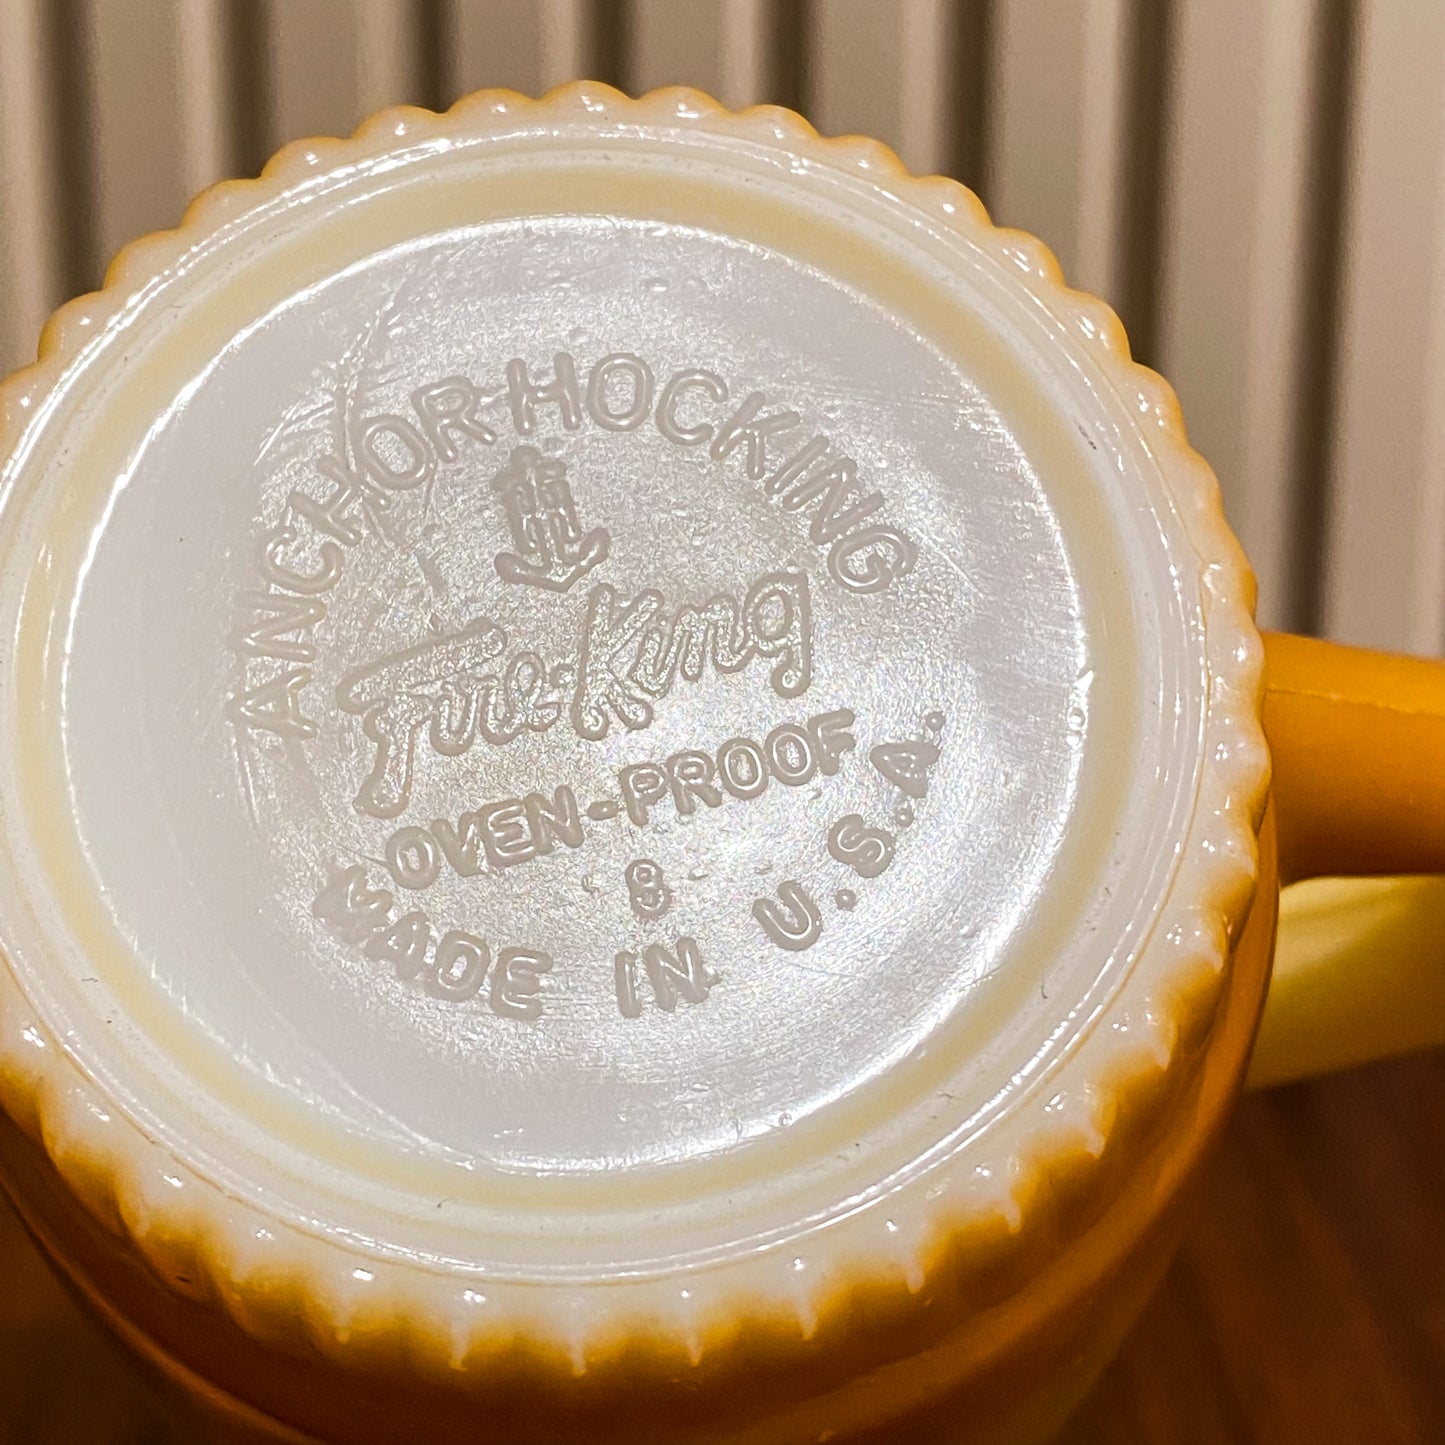 ANCHOR HOCKING
Fire-King
OVEN-PROOF
8
MADE IN U.S.A.